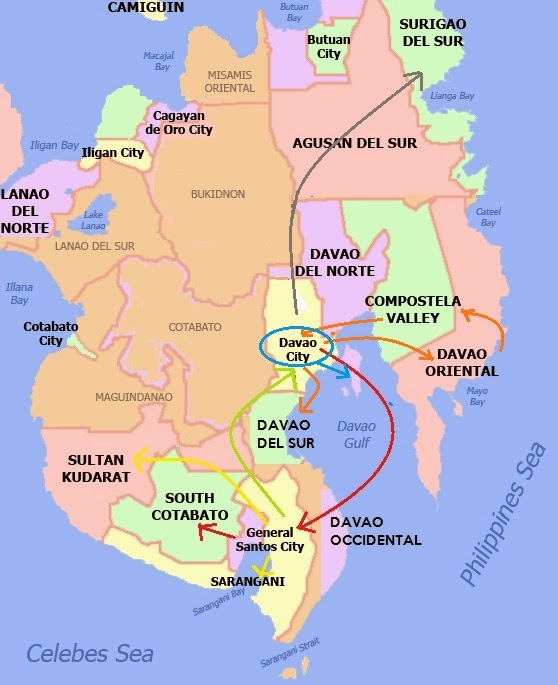 CAMIGUIN
Butuan
Bay
SURIGAO
DEL SUR
Butuan
City
Macajal
Bay
MISAMIS
ORIENTAL
Lianga Bay
Cagayan
de Oro City
Iligan Bay
Iligan City
AGUSAN DEL SUR
LANAO
DEL
NORTE
BUKIDNON
Lake
Lanao
Cateel
Bay
LANAO DEL SUR
DAVAO
DEL NORTE
Illana
Bay
COMPOSTELA
VALLEY
Cotabato
City
COTABATO
Davao
City
DAVAO
ORIENTAL
MAGUINDANAO
Mayo
Bay
DAVAO
DEL SUR
Davao
Gulf
SULTAN
KUDARAT
SOUTH
COTABATO
General
Santos City
DAVAO
OCCIDENTAL
Philippines Sea
SARANGANI
Sarangani Bay
Celebes Sea
Sarangani Strait